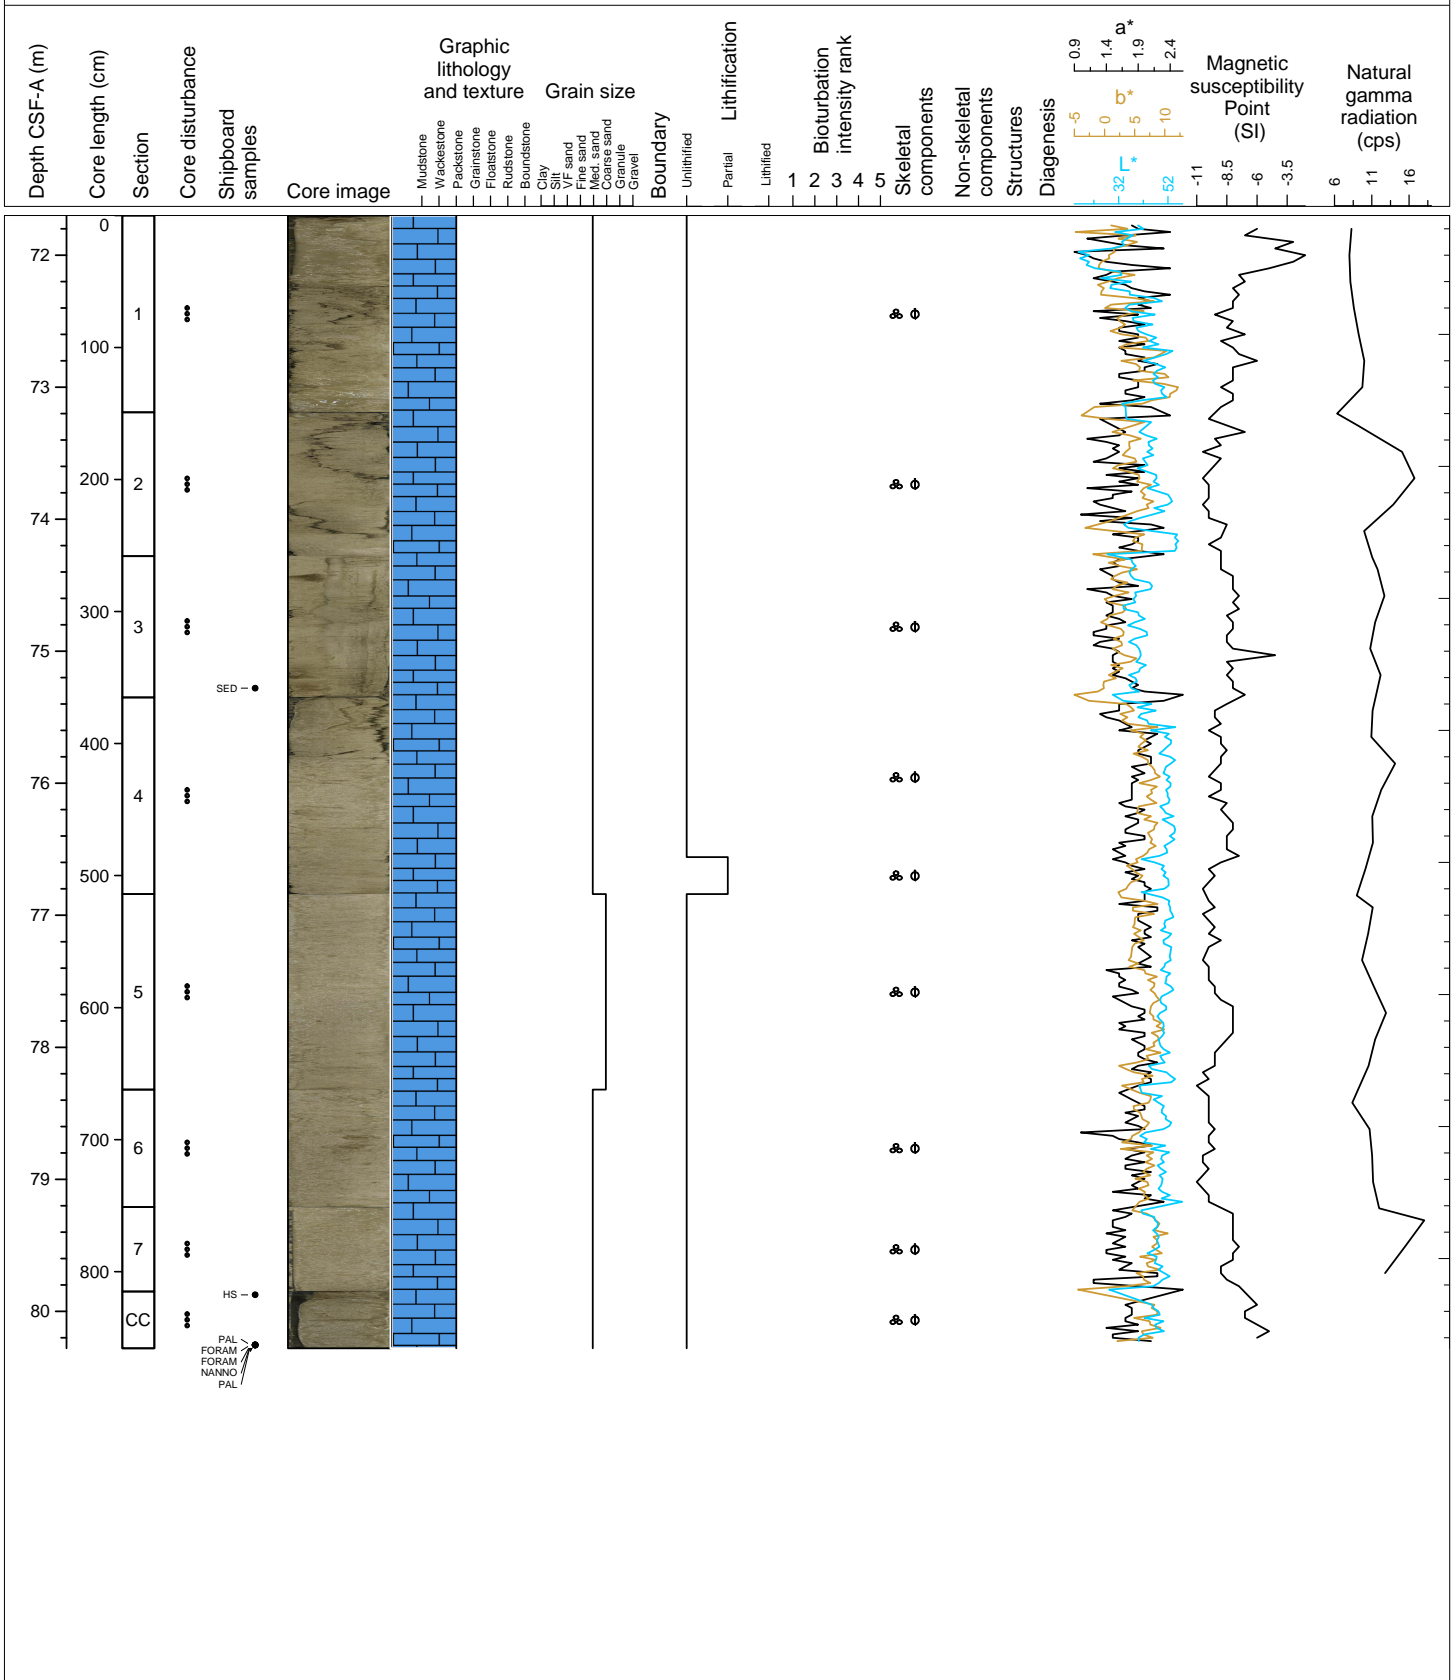 Depth CSF-A (m)
Core length (cm)
Section
Core disturbance
Shipboard
samples
Core image
Graphic
lithology
and texture
Mudstone
Wackestone
Packstone
Grainstone
Floatstone
Rudstone
Boundstone
Grain size
Clay
Silt
VF sand
Fine sand
Med. sand
Coarse sand
Granule
Gravel
Boundary
Lithification
Unlithified
Partial
Lithified
Bioturbation
intensity rank
1 2 3 4 5
Skeletal
components
Non-skeletal
components
Structures
Diagenesis
a*
0.9 1.4 1.9 2.4
b*
-5 0 5 10
L*
32 52
Magnetic
susceptibility
Point
(SI)
-11 -8.5 -6 -3.5
Natural
gamma
radiation
(cps)
6 11 16
0
72
1
100
73
200
2
74
300
3
75
SED
400
76
4
500
77
5
600
78
700
6
79
7
800
HS
80
CC
PAL
FORAM
FORAM
NANNO
PAL